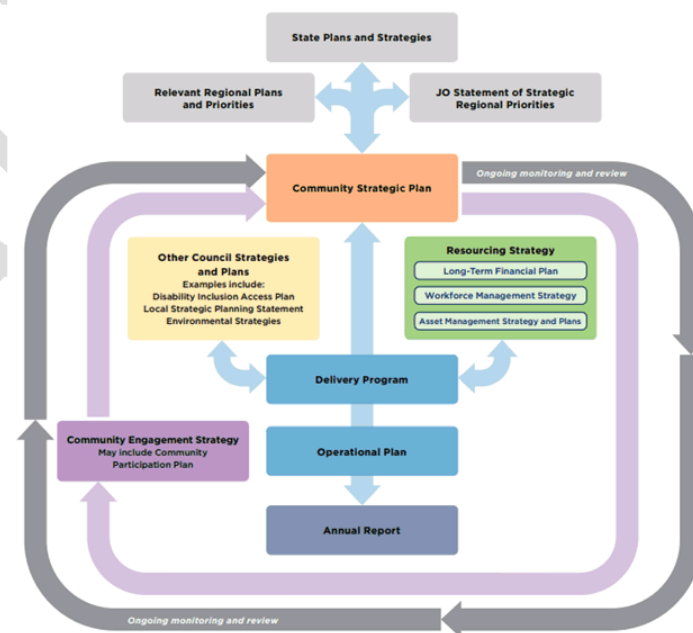 State Plans and Strategies
Relevant Regional Plans
and Priorities
JO Statement of Strategic
Regional Priorities
Community Strategic Plan
Ongoing monitoring and review
Other Council Strategies
and Plans
Examples include:
Disability Inclusion Access Plan
Local Strategic Planning Statement
Environmental Strategies
Resourcing Strategy
Long-Term Financial Plan
Workforce Management Strategy
Asset Management Strategy and Plans
Delivery Program
Community Engagement Strategy
May include Community
Participation Plan
Operational Plan
Annual Report
Ongoing monitoring and review